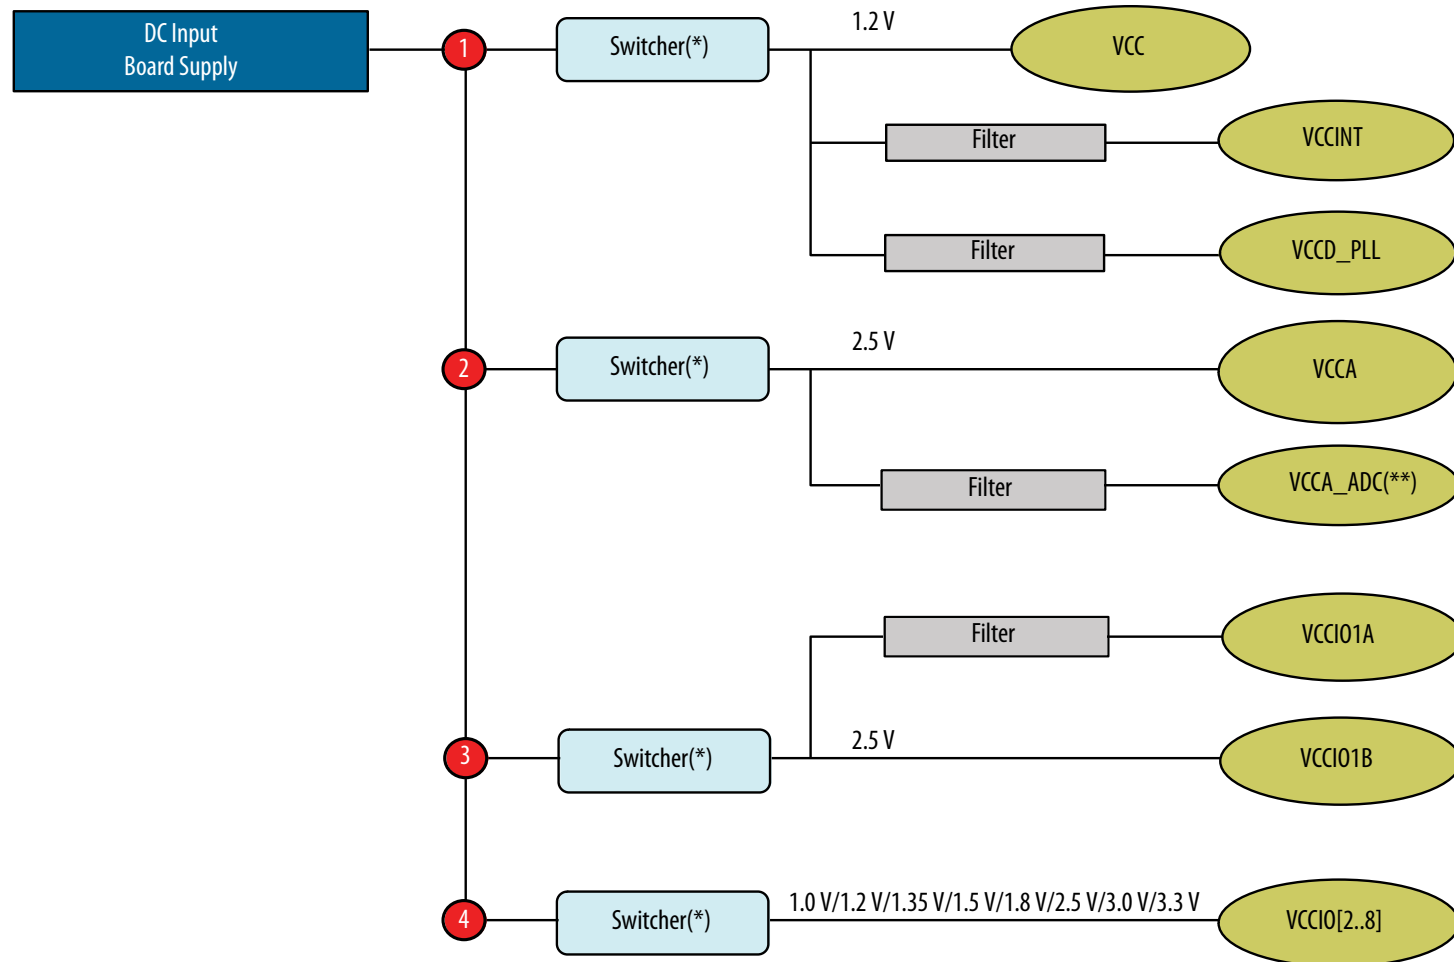 DC Input
Board Supply
1
Switcher(*)
1.2 V
VCC
Filter
VCCINT
Filter
VCCD_PLL
2
Switcher(*)
2.5 V
VCCA
Filter
VCCA_ADC(**)
Filter
VCCIO1A
3
Switcher(*)
2.5 V
VCCIO1B
4
Switcher(*)
1.0 V/1.2 V/1.35 V/1.5 V/1.8 V/2.5 V/3.0 V/3.3 V
VCCIO[2..8]